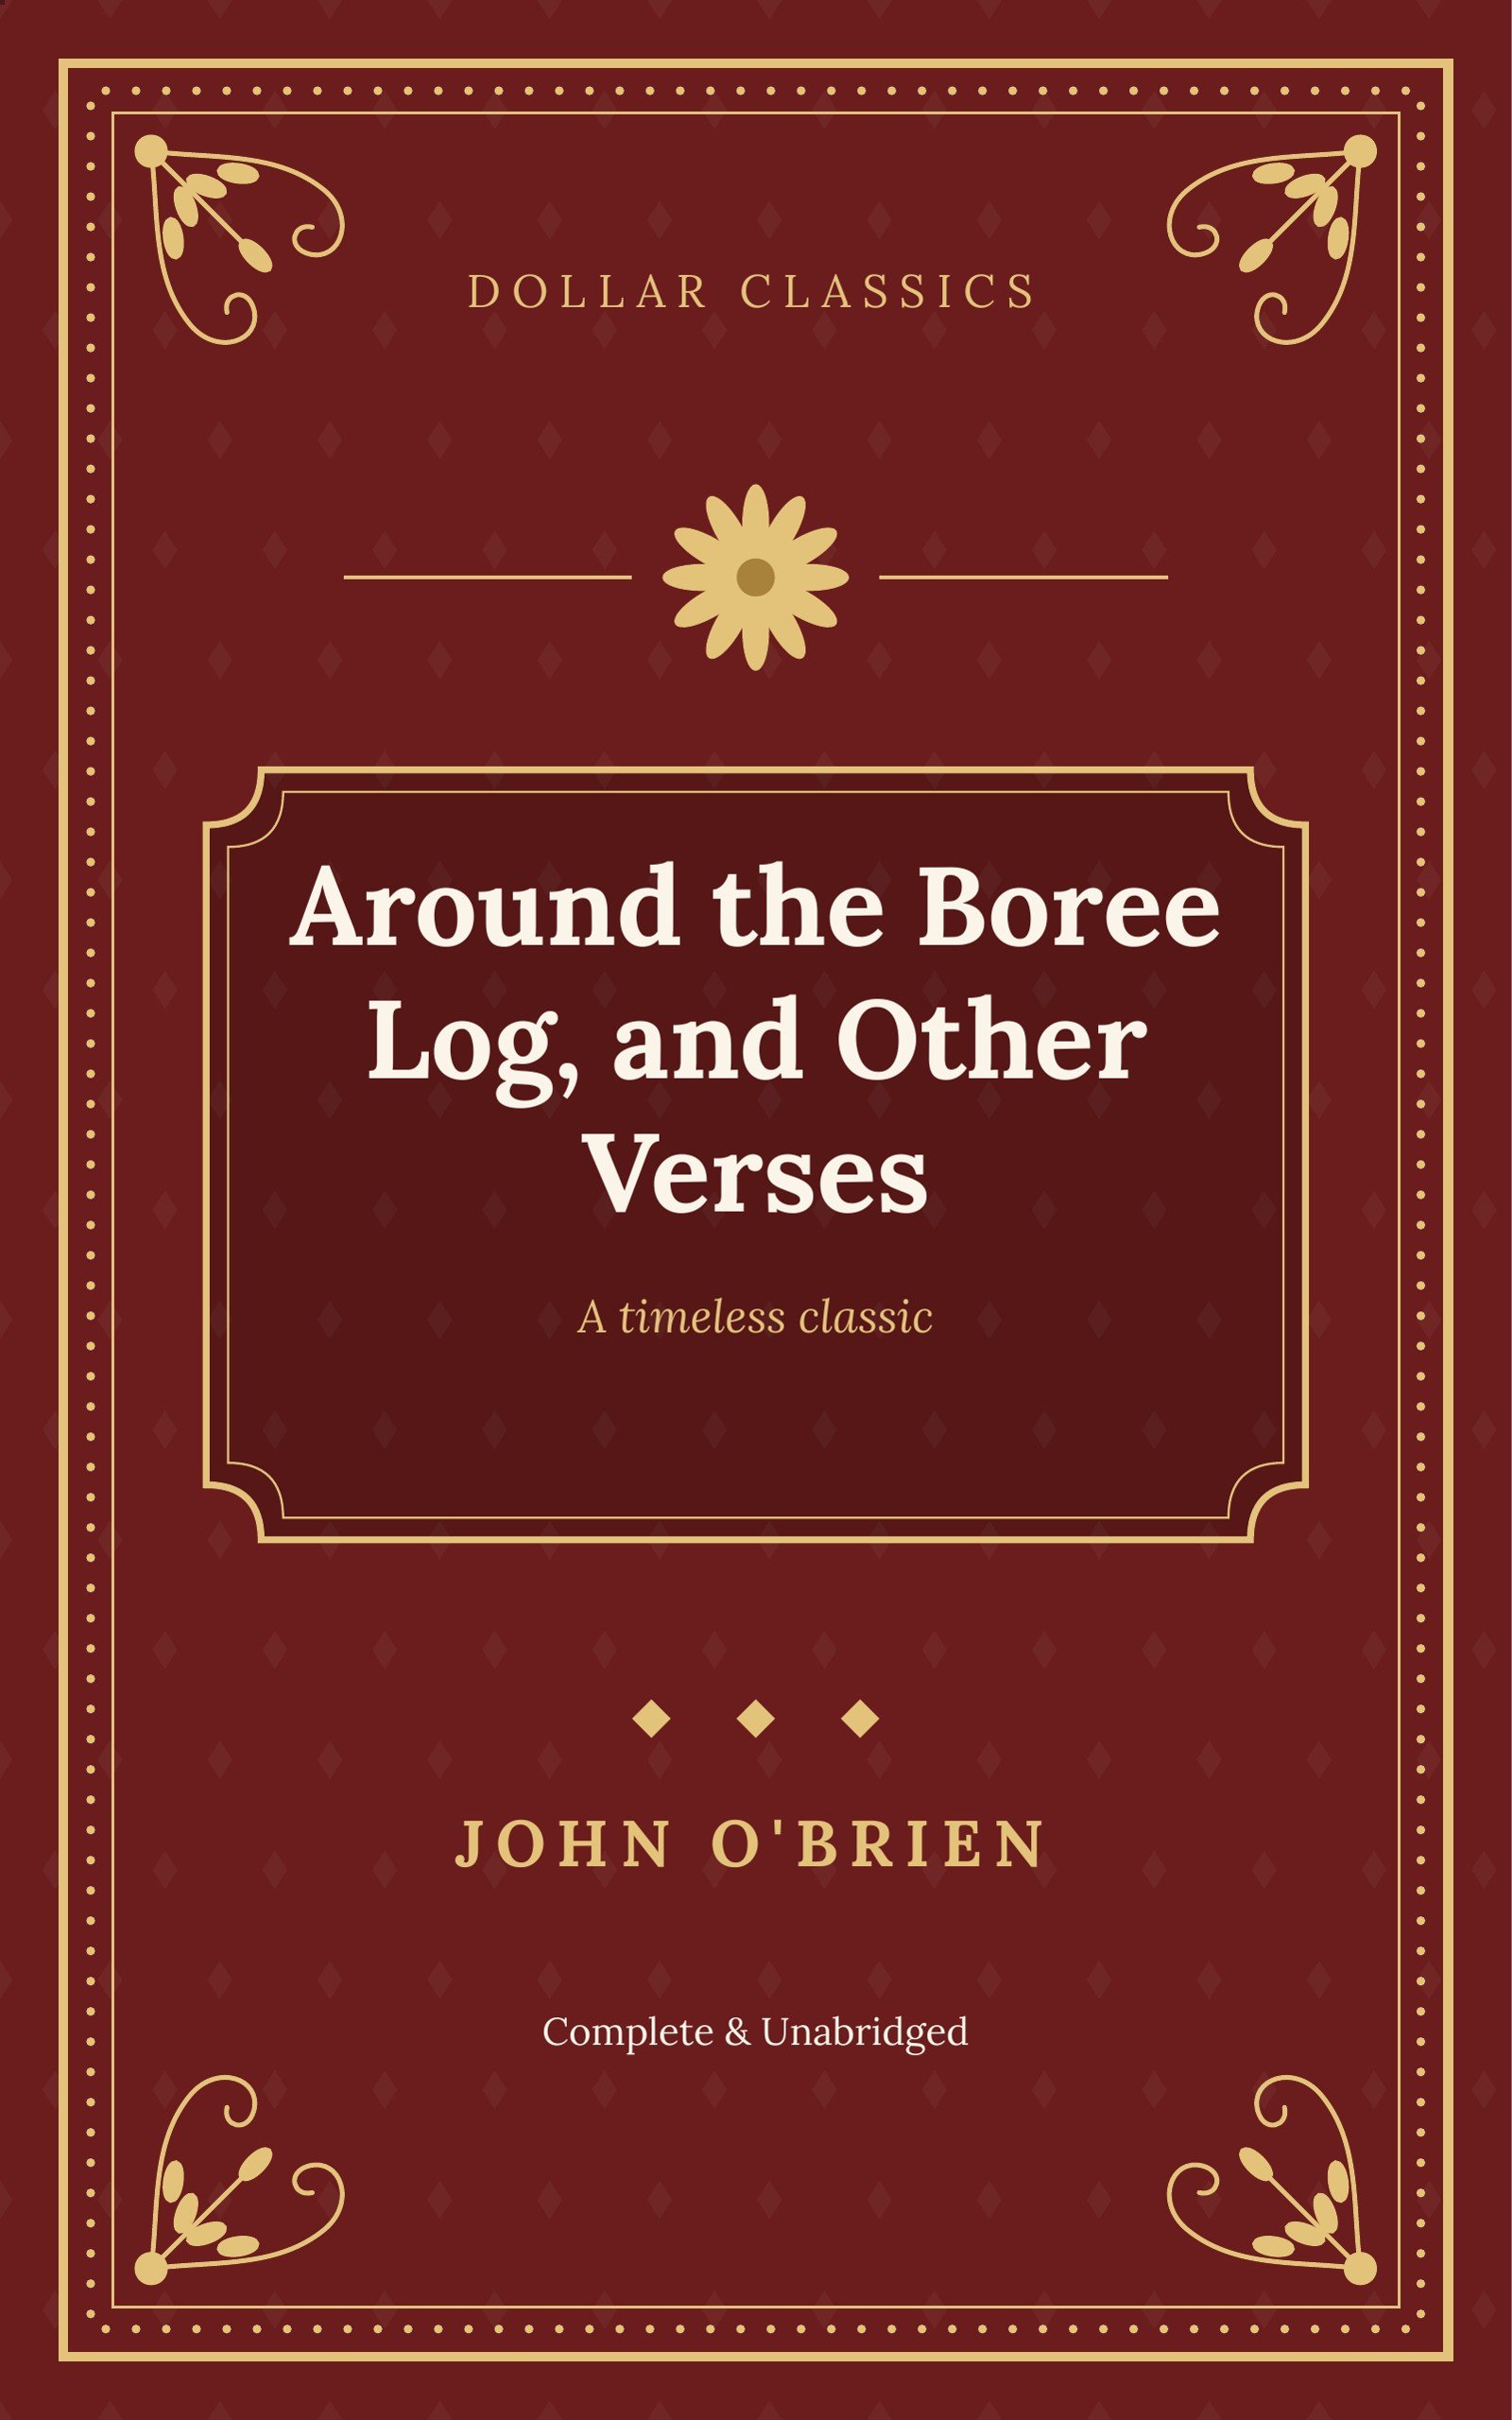 DOLLAR CLASSICS
Around the Boree
Log, and Other
Verses
A timeless classic
JOHN O'BRIEN
Complete & Unabridged